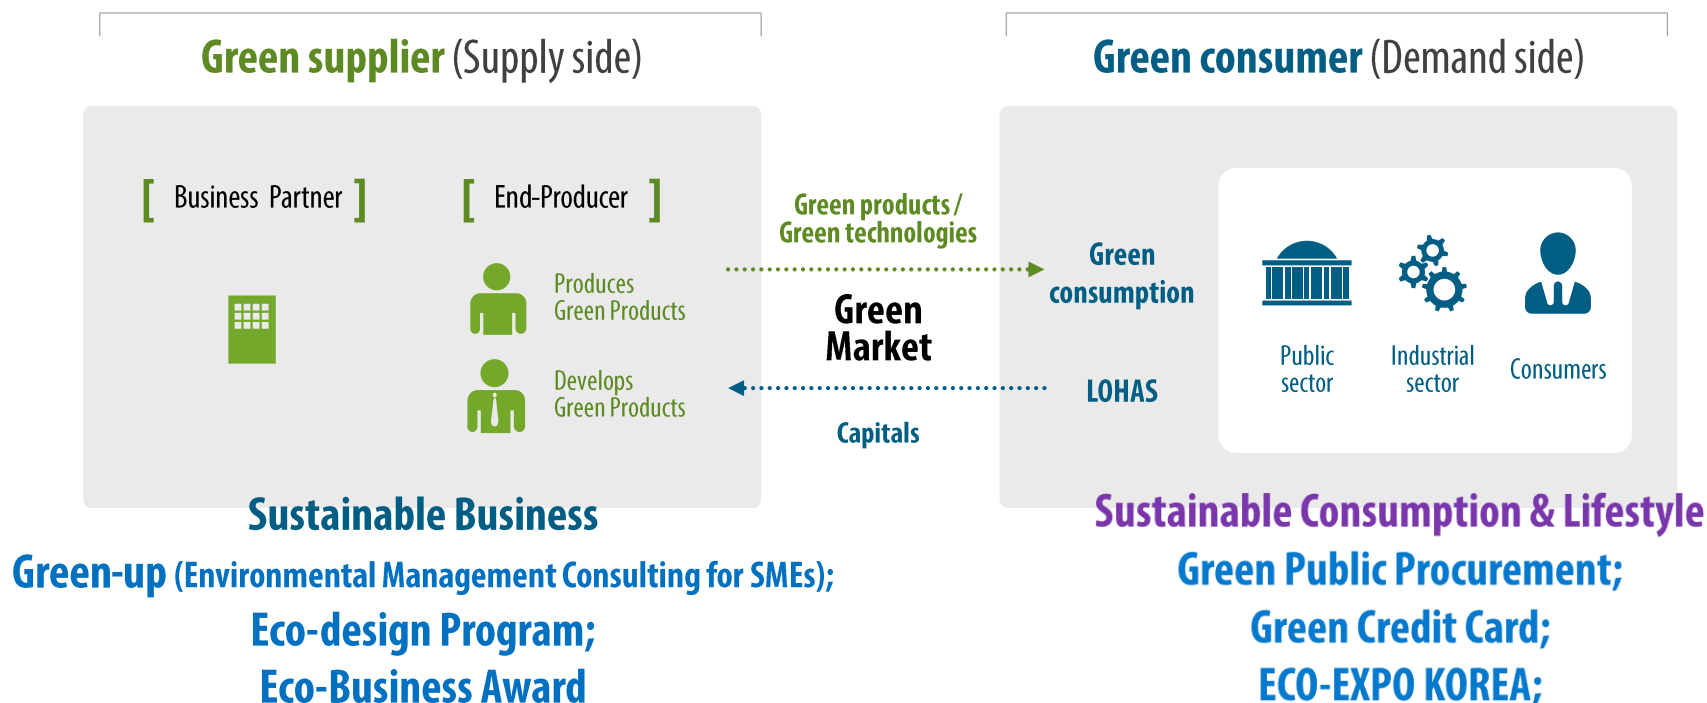 Green supplier (Supply side)
[ Business Partner ]
[ End-Producer ]
Produces
Green Products
Develops
Green Products
Green products /
Green technologies
Green
Market
Capitals
Green consumer (Demand side)
Green
consumption
LOHAS
Public
sector
Industrial
sector
Consumers
Sustainable Business
Green-up (Environmental Management Consulting for SMEs);
Eco-design Program;
Eco-Business Award
Sustainable Consumption & Lifestyle
Green Public Procurement;
Green Credit Card;
ECO-EXPO KOREA;